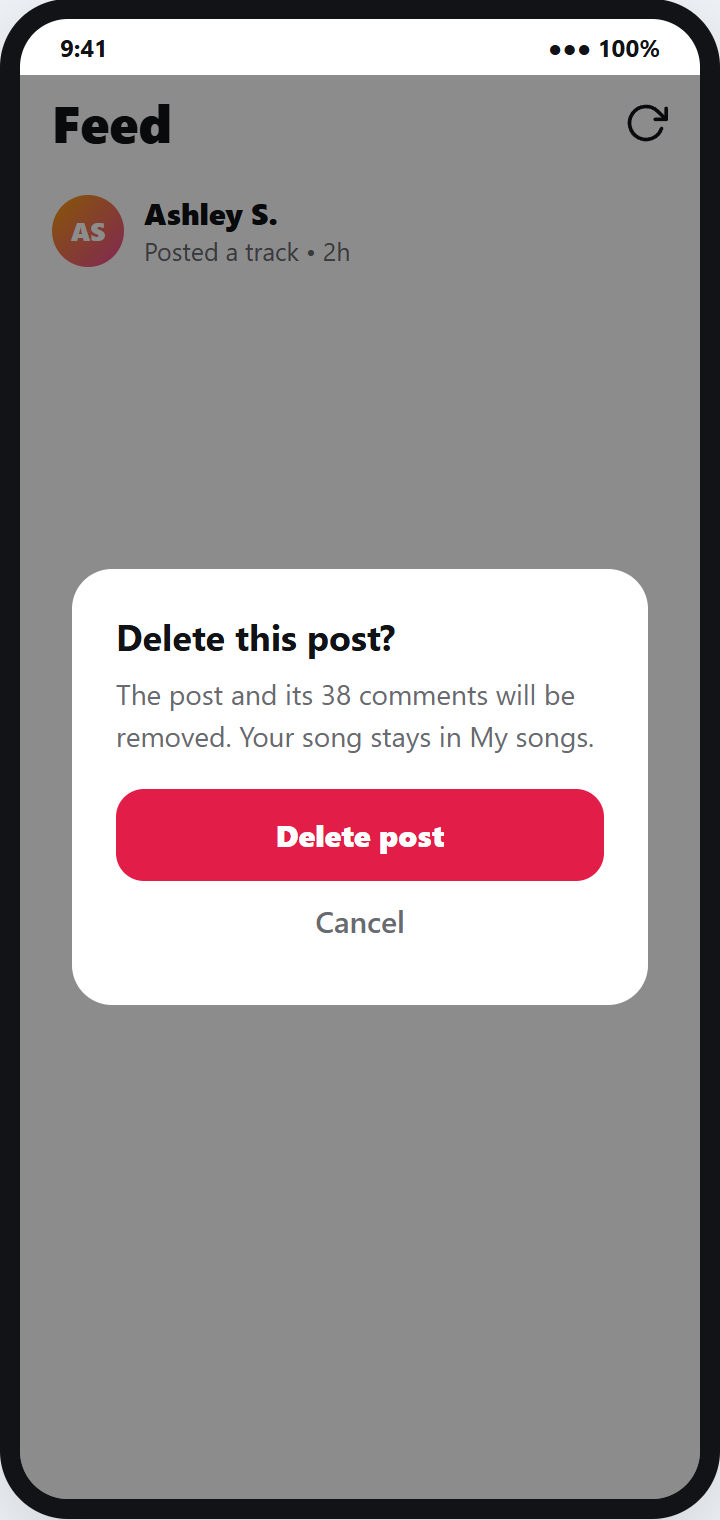 9:41
●●● 100%
Feed
AS
Ashley S.
Posted a track • 2h
Delete this post?
The post and its 38 comments will be
removed. Your song stays in My songs.
Delete post
Cancel